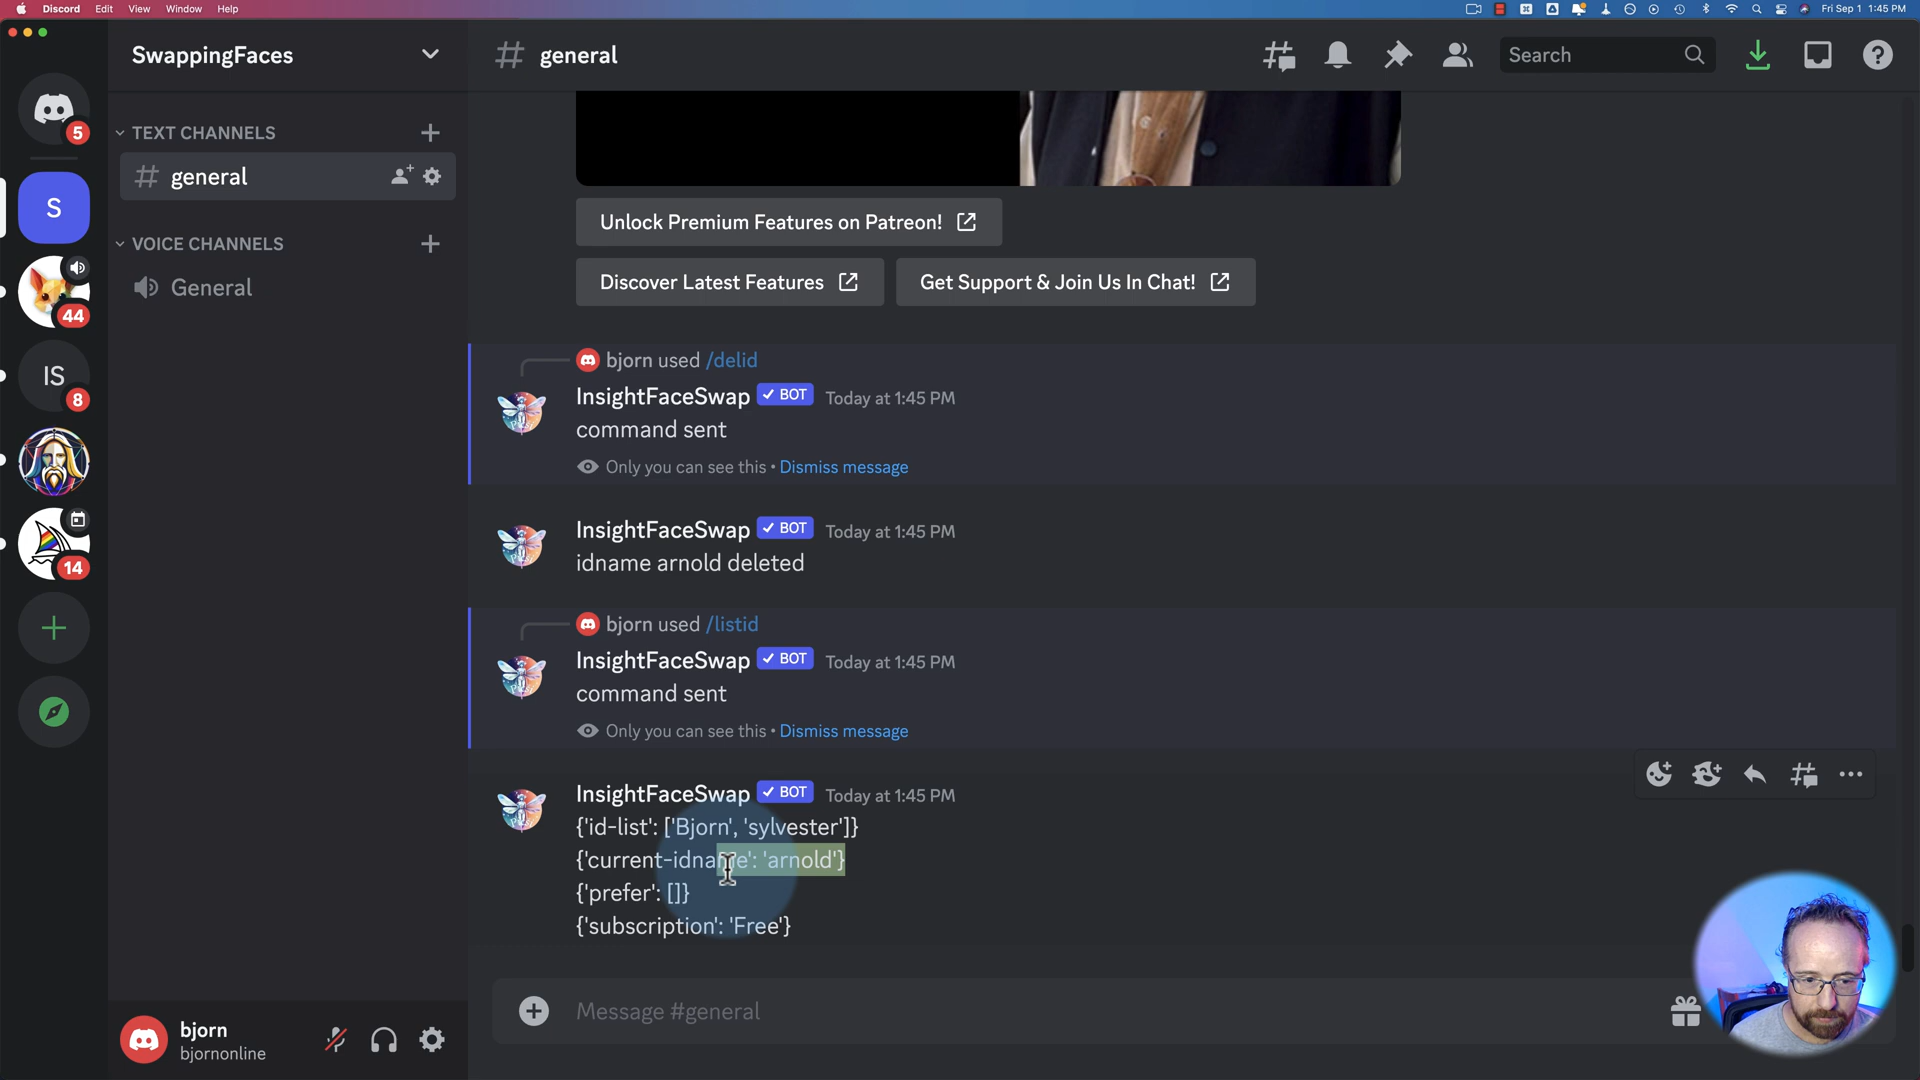 Discord Edit View Window Help
Fri Sep 1 1:45 PM
SwappingFaces
general
Search
5
TEXT CHANNELS
general
S
VOICE CHANNELS
General
44
IS
8
14
Unlock Premium Features on Patreon!
Discover Latest Features
Get Support & Join Us In Chat!
bjorn used /delid
InsightFaceSwap BOT Today at 1:45 PM
command sent
Only you can see this • Dismiss message
InsightFaceSwap BOT Today at 1:45 PM
idname arnold deleted
bjorn used /listid
InsightFaceSwap BOT Today at 1:45 PM
command sent
Only you can see this • Dismiss message
InsightFaceSwap BOT Today at 1:45 PM
{'id-list': ['Bjorn', 'sylvester']}
{'current-idname': 'arnold'}
{'prefer': []}
{'subscription': 'Free'}
Message #general
bjorn
bjornonline